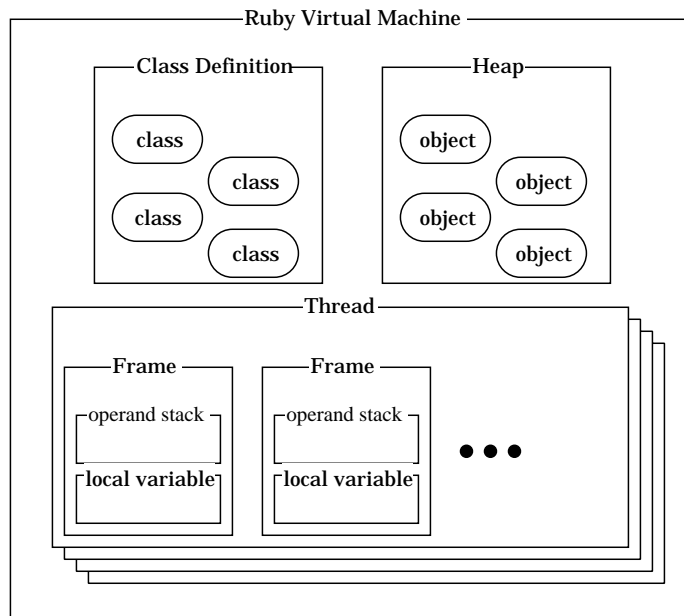 Ruby Virtual Machine
Class Definition
Heap
class
class
class
class
object
object
object
object
Thread
Frame
Frame
operand stack
operand stack
local variable
local variable